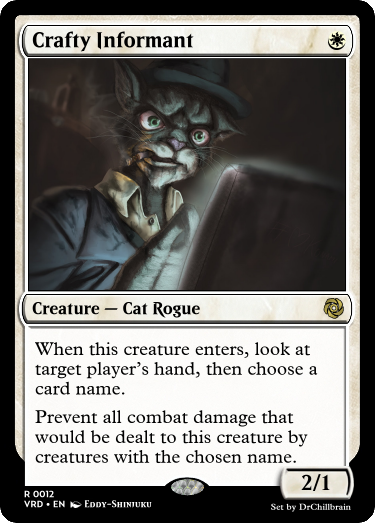 Crafty Informant
Creature — Cat Rogue
When this creature enters, look at
target player's hand, then choose a
card name.
Prevent all combat damage that
would be dealt to this creature by
creatures with the chosen name.
2/1
R 0012
VRD • EN Eddy-Shinjuku
Set by DrChillbrain